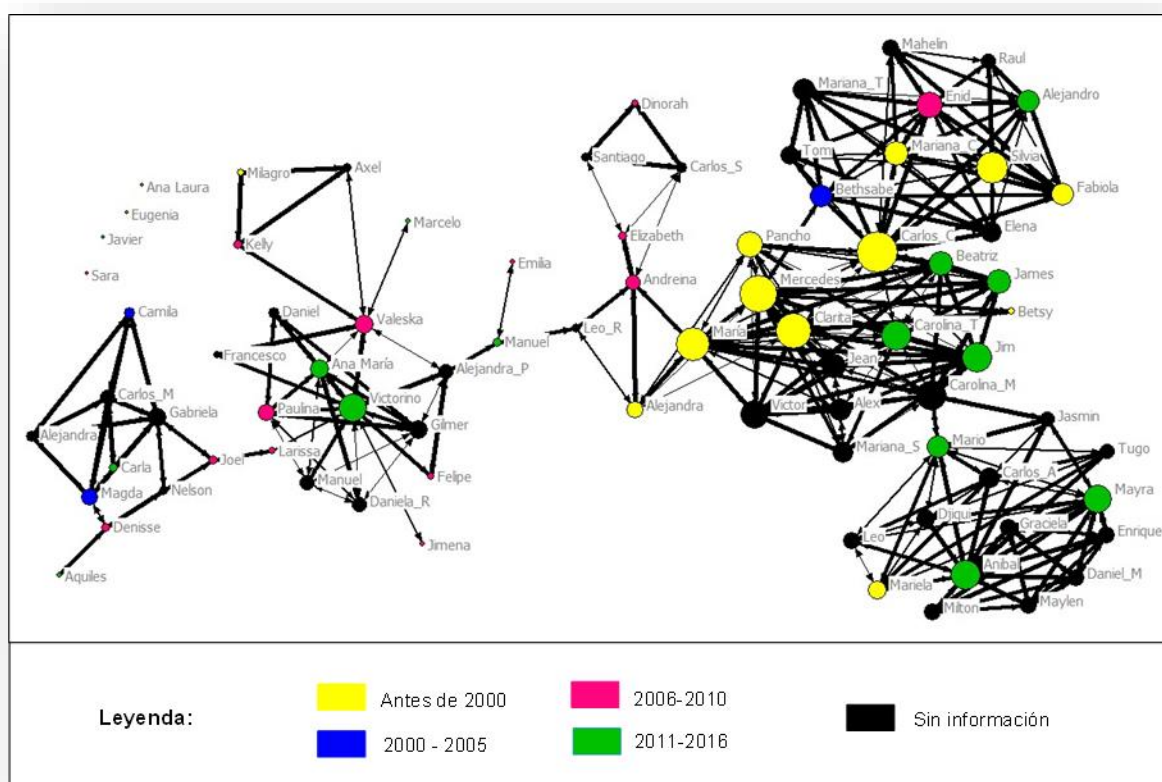 Mahelin
Raul
Mariana_T
Enid
Alejandro
Dinorah
Santiago
Carlos_S
Tom
Mariana_C
Silvia
Bethsabe
Fabiola
Milagro
Axel
Ana Laura
Eugenia
Javier
Sara
Kelly
Marcelo
Elizabeth
Emilia
Andreina
Pancho
Carlos_C
Elena
Beatriz
Mercedes
James
Camila
Daniel
Valeska
Francesco
Ana María
Alejandra_P
Manuel
Leo_R
María
Clarita
Carolina_T
Betsy
Jean
Jim
Carlos_M
Gabriela
Alejandra
Paulina
Victorino
Gilmer
Alejandra
Victor
Alex
Carolina_M
Mariana_S
Jasmin
Mario
Tugo
Carla
Joel
Larissa
Magda
Nelson
Manuel
Felipe
Daniela_R
Carlos_A
Mayra
Denisse
Jimena
Djiqui
Graciela
Enrique
Leo
Aquiles
Anibal
Daniel_M
Mariela
Milton
Maylen
Leyenda:
Antes de 2000
2006-2010
Sin información
2000 - 2005
2011-2016